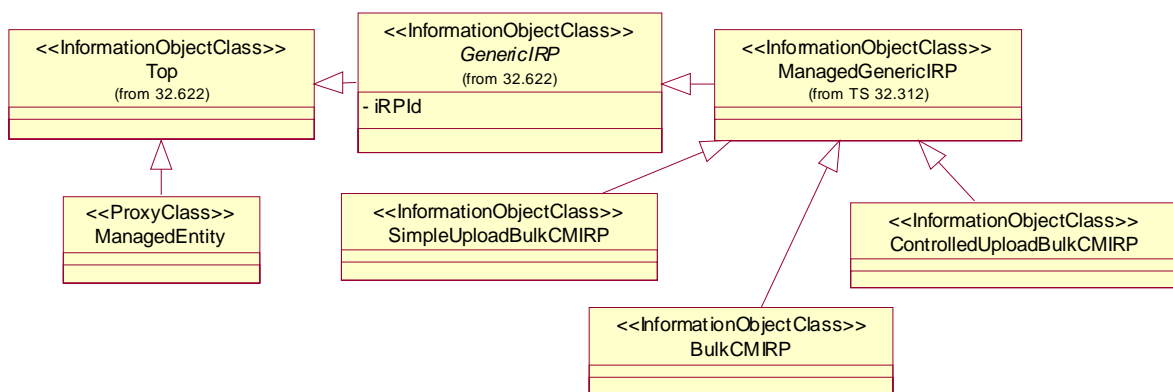 <<InformationObjectClass>>
Top
(from 32.622)
<<InformationObjectClass>>
GenericIRP
(from 32.622)
- iRPId
<<InformationObjectClass>>
ManagedGenericIRP
(from TS 32.312)
<<ProxyClass>>
ManagedEntity
<<InformationObjectClass>>
SimpleUploadBulkCMIRP
<<InformationObjectClass>>
ControlledUploadBulkCMIRP
<<InformationObjectClass>>
BulkCMIRP